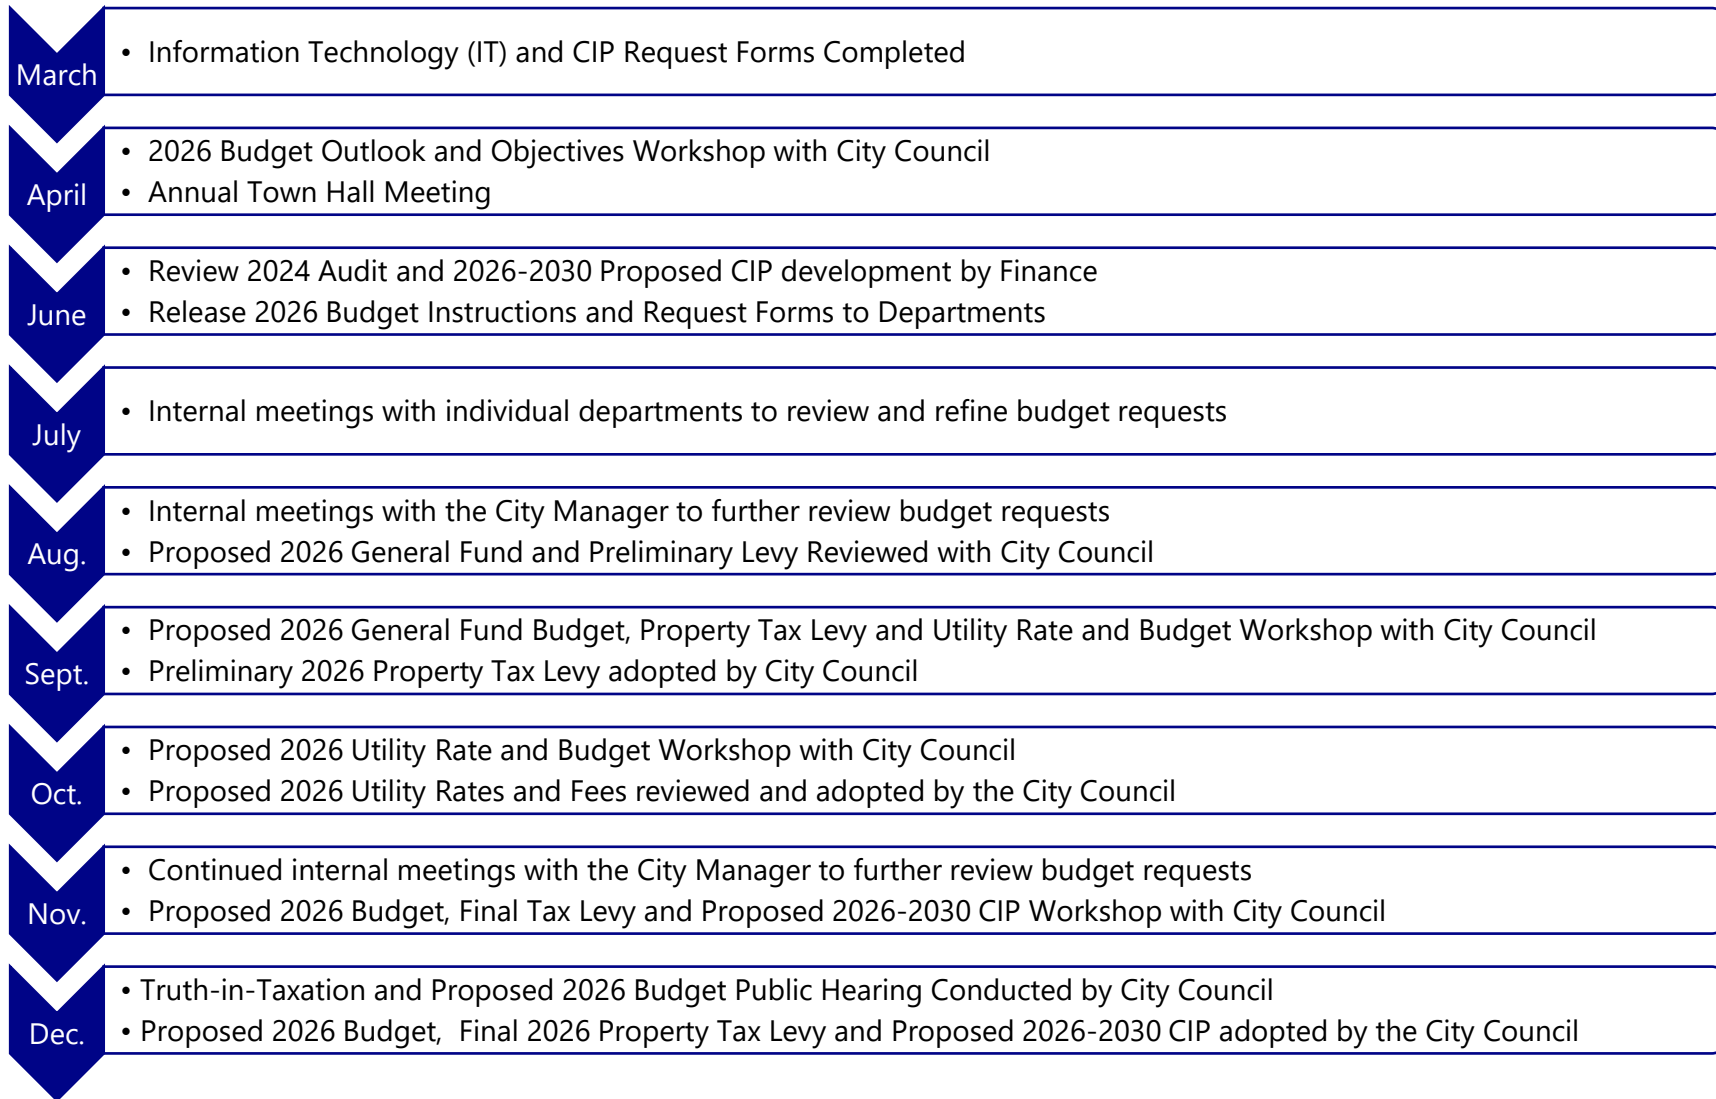 March
• Information Technology (IT) and CIP Request Forms Completed
April
• 2026 Budget Outlook and Objectives Workshop with City Council
• Annual Town Hall Meeting
June
• Review 2024 Audit and 2026-2030 Proposed CIP development by Finance
• Release 2026 Budget Instructions and Request Forms to Departments
July
• Internal meetings with individual departments to review and refine budget requests
Aug.
• Internal meetings with the City Manager to further review budget requests
• Proposed 2026 General Fund and Preliminary Levy Reviewed with City Council
Sept.
• Proposed 2026 General Fund Budget, Property Tax Levy and Utility Rate and Budget Workshop with City Council
• Preliminary 2026 Property Tax Levy adopted by City Council
Oct.
• Proposed 2026 Utility Rate and Budget Workshop with City Council
• Proposed 2026 Utility Rates and Fees reviewed and adopted by the City Council
Nov.
• Continued internal meetings with the City Manager to further review budget requests
• Proposed 2026 Budget, Final Tax Levy and Proposed 2026-2030 CIP Workshop with City Council
Dec.
• Truth-in-Taxation and Proposed 2026 Budget Public Hearing Conducted by City Council
• Proposed 2026 Budget, Final 2026 Property Tax Levy and Proposed 2026-2030 CIP adopted by the City Council